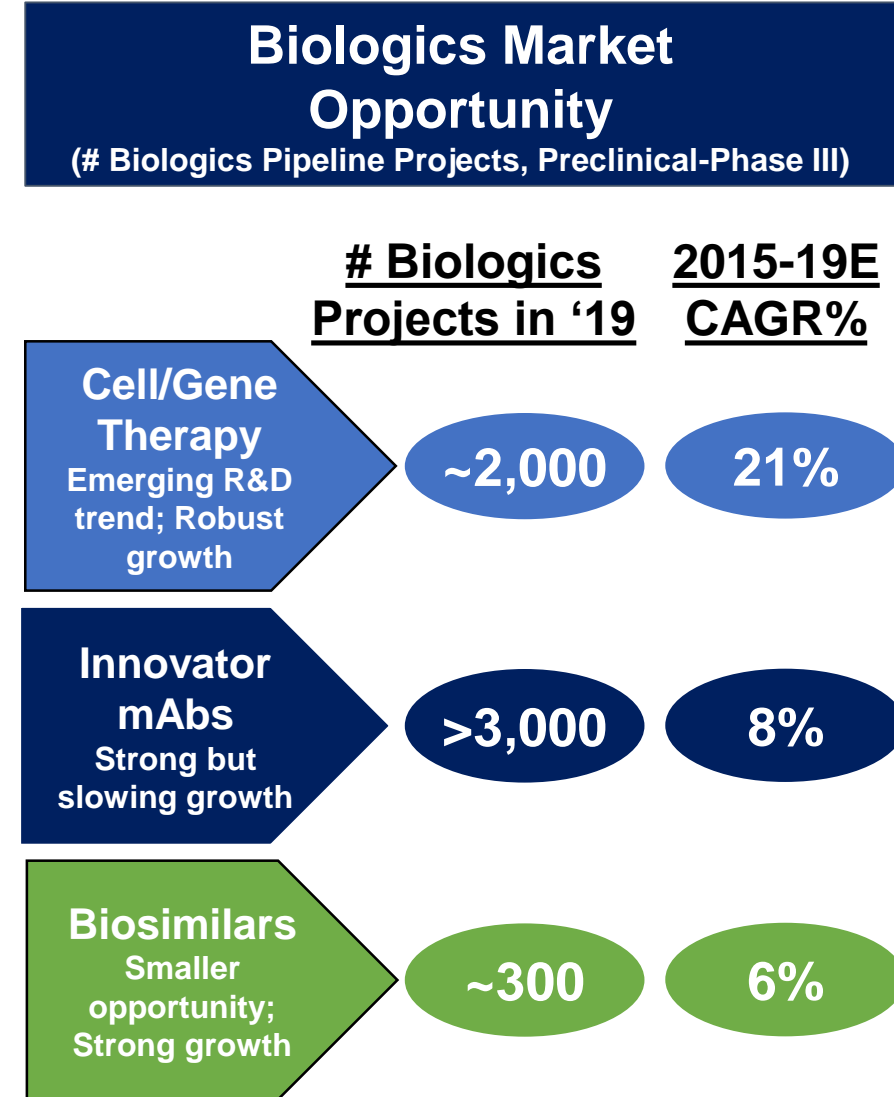 Biologics Market
Opportunity
(# Biologics Pipeline Projects, Preclinical-Phase III)
# Biologics
Projects in ‘19
2015-19E
CAGR%
Cell/Gene
Therapy
Emerging R&D
trend; Robust
growth
~2,000
21%
Innovator
mAbs
Strong but
slowing growth
>3,000
8%
Biosimilars
Smaller
opportunity;
Strong growth
~300
6%